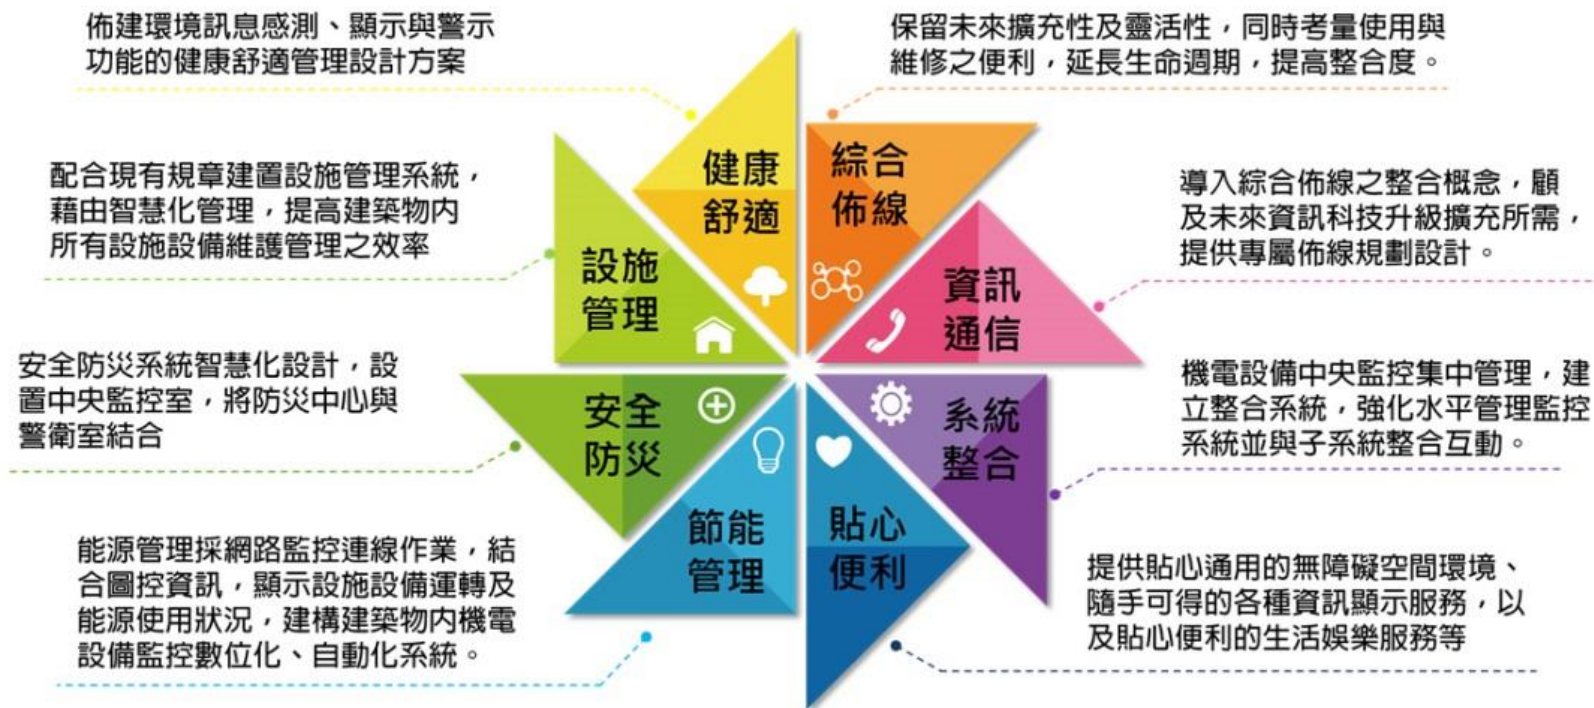 佈建環境訊息感測、顯示與警示
功能的健康舒適管理設計方案
保留未來擴充性及靈活性，同時考量使用與
維修之便利，延長生命週期，提高整合度。
健康
舒適
綜合
佈線
配合現有規章建置設施管理系統，
藉由智慧化管理，提高建築物內
所有設施設備維護管理之效率
設施
管理
資訊
通信
導入綜合佈線之整合概念，顧
及未來資訊科技升級擴充所需，
提供專屬佈線規劃設計。
安全防災系統智慧化設計，設
置中央監控室，將防災中心與
警衛室結合
安全
防災
系統
整合
機電設備中央監控集中管理，建
立整合系統，強化水平管理監控
系統並與子系統整合互動。
能源管理採網路監控連線作業，結
合圖控資訊，顯示設施設備運轉及
能源使用狀況，建構建築物內機電
設備監控數位化、自動化系統。
節能
管理
貼心
便利
提供貼心通用的無障礙空間環境、
隨手可得的各種資訊顯示服務，以
及貼心便利的生活娛樂服務等